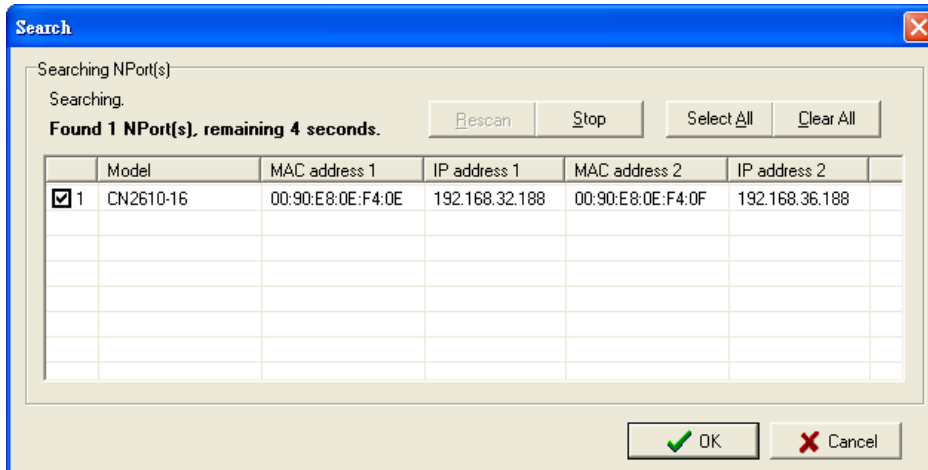 Search
Searching NPort(s)
Searching.
Found 1 NPort(s), remaining 4 seconds.
Rescan Stop Select All Clear All
Model MAC address 1 IP address 1 MAC address 2 IP address 2
1 CN2610-16 00:90:E8:0E:F4:0E 192.168.32.188 00:90:E8:0E:F4:0F 192.168.36.188
OK Cancel